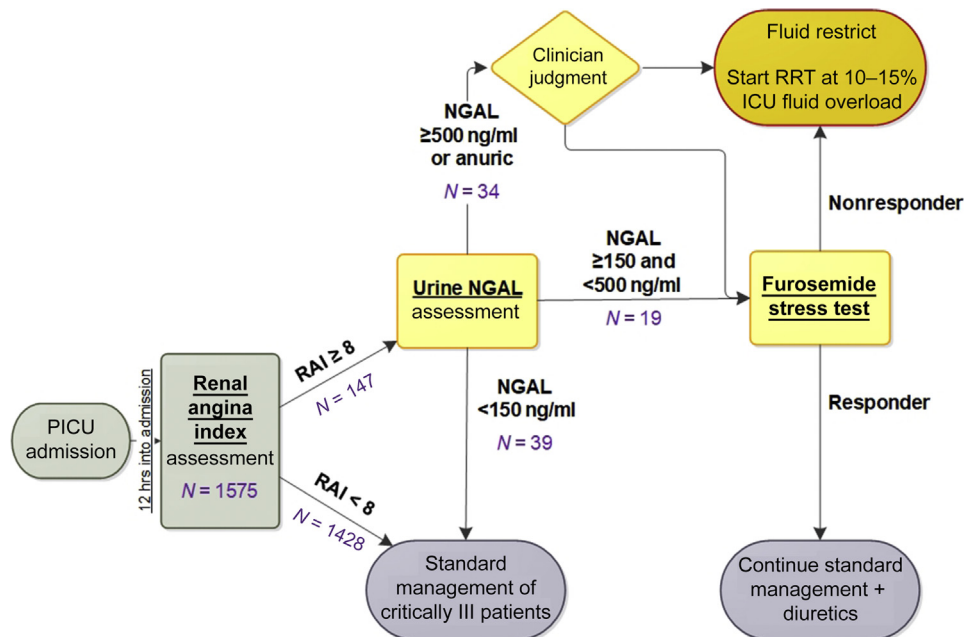 PICU
admission
12 hrs into admission
Renal
angina
index
assessment
N = 1575
RAI ≥ 8
N = 147
RAI < 8
N = 1428
Urine NGAL
assessment
NGAL
≥500 ng/ml
or anuric
N = 34
Clinician
judgment
Fluid restrict
Start RRT at 10–15%
ICU fluid overload
NGAL
≥150 and
<500 ng/ml
N = 19
Furosemide
stress test
Nonresponder
Responder
NGAL
<150 ng/ml
N = 39
Standard
management of
critically III patients
Continue standard
management +
diuretics